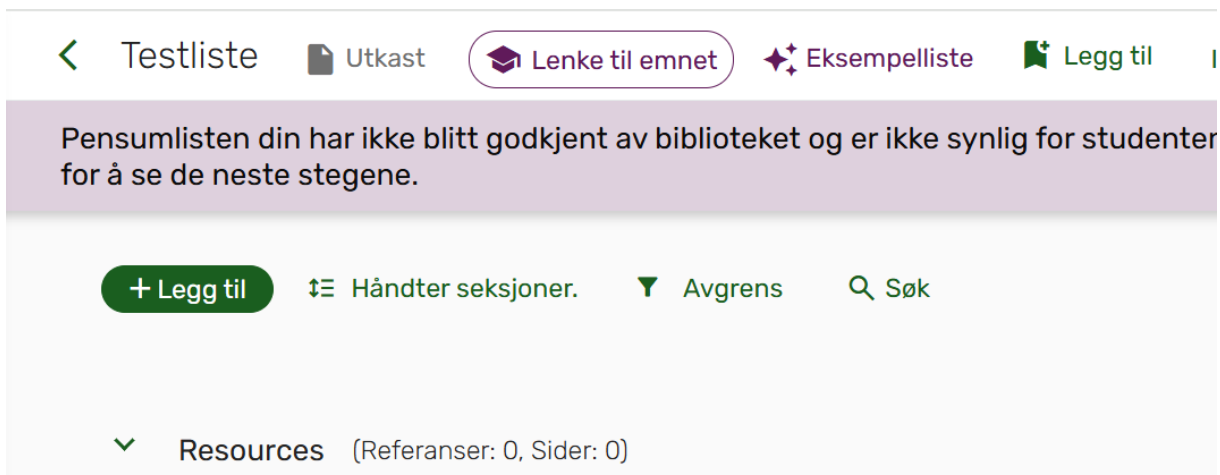 Testliste Utkast Lenke til emnet Eksempelliste Legg til
Pensumlisten din har ikke blitt godkjent av biblioteket og er ikke synlig for studenter
for å se de neste stegene.
+ Legg til Håndter seksjoner. Avgrens Søk
Resources (Referanser: 0, Sider: 0)